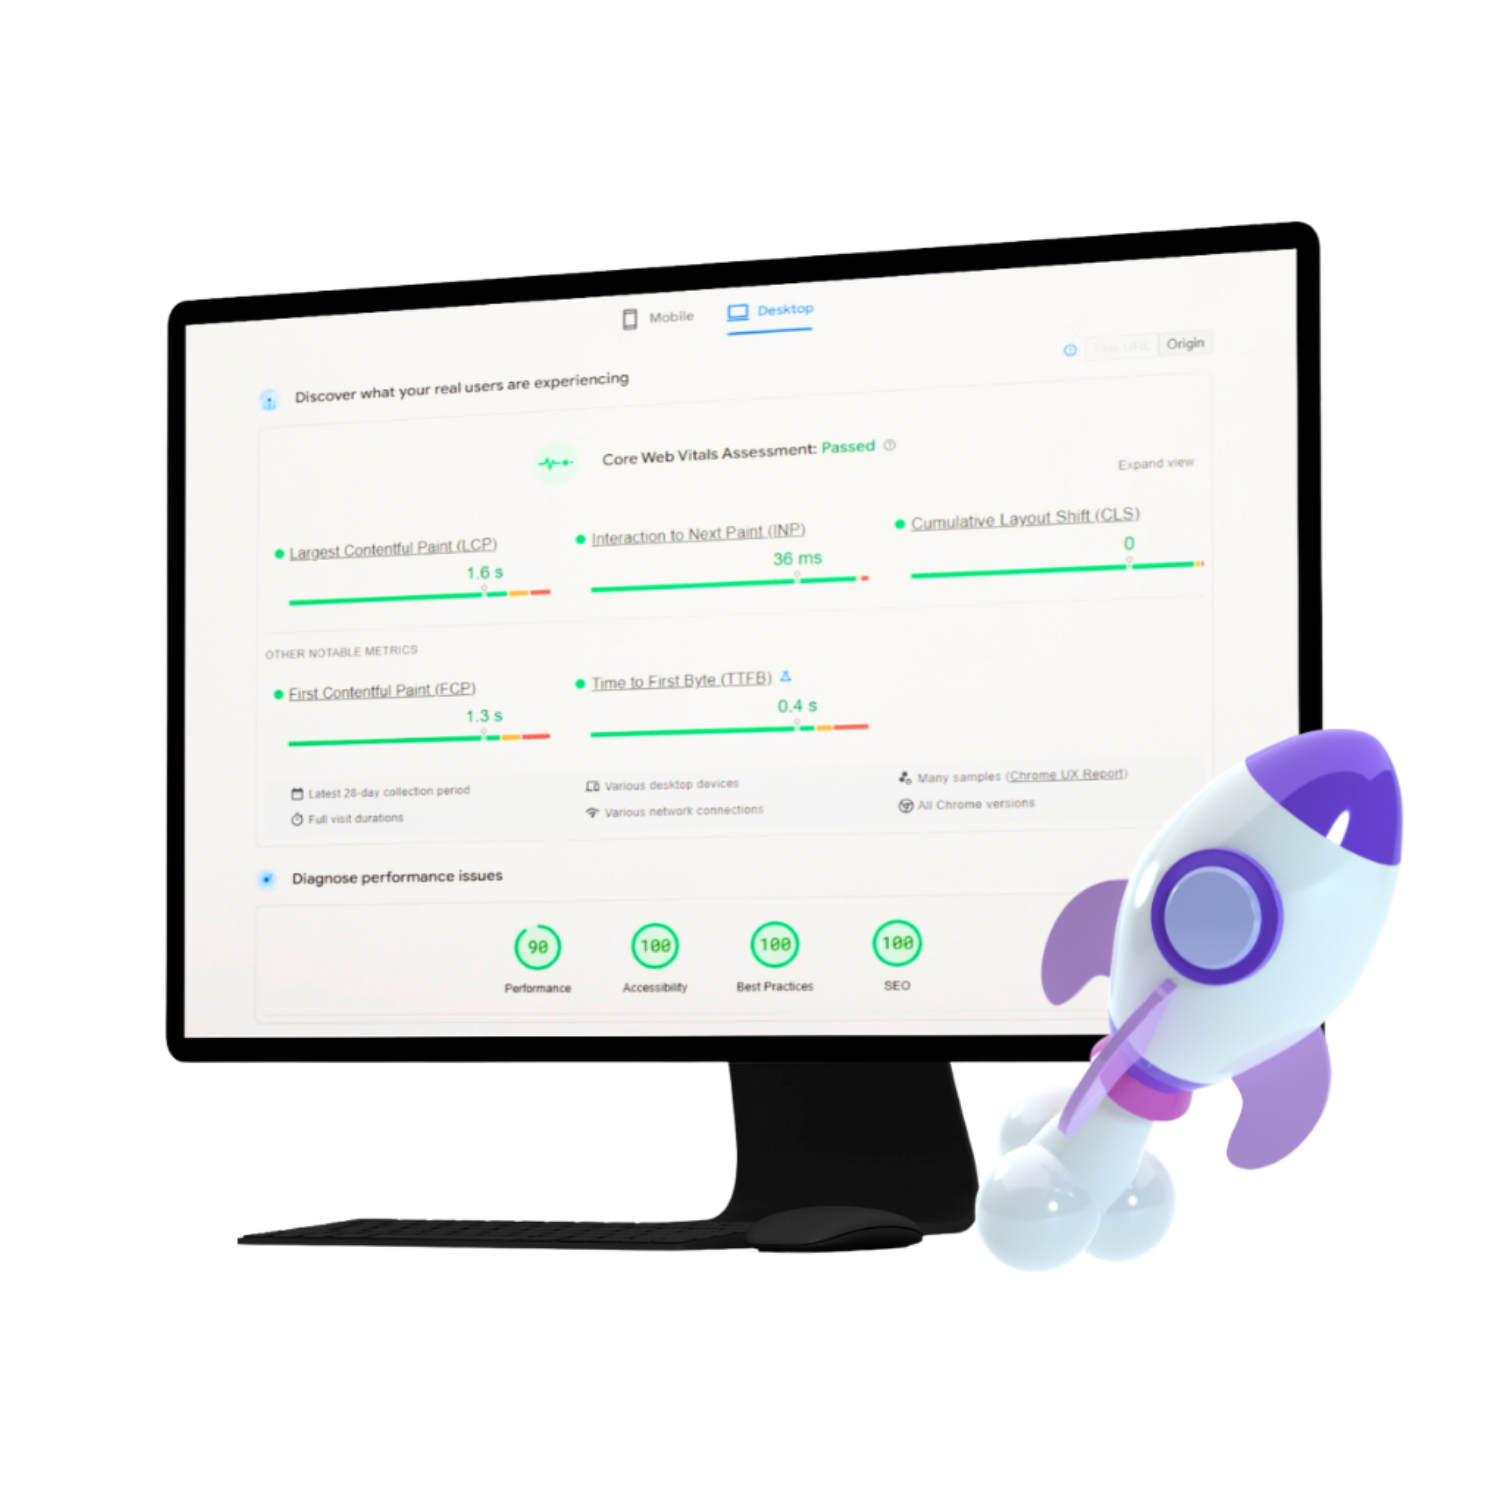 Mobile
Desktop
This URL
Origin
Discover what your real users are experiencing
Core Web Vitals Assessment: Passed
Expand view
Largest Contentful Paint (LCP)
1.6 s
Interaction to Next Paint (INP)
36 ms
Cumulative Layout Shift (CLS)
0
OTHER NOTABLE METRICS
First Contentful Paint (FCP)
1.3 s
Time to First Byte (TTFB)
0.4 s
Latest 28-day collection period
Various desktop devices
Many samples (Chrome UX Report)
Full visit durations
Various network connections
All Chrome versions
Diagnose performance issues
90
Performance
100
Accessibility
100
Best Practices
100
SEO